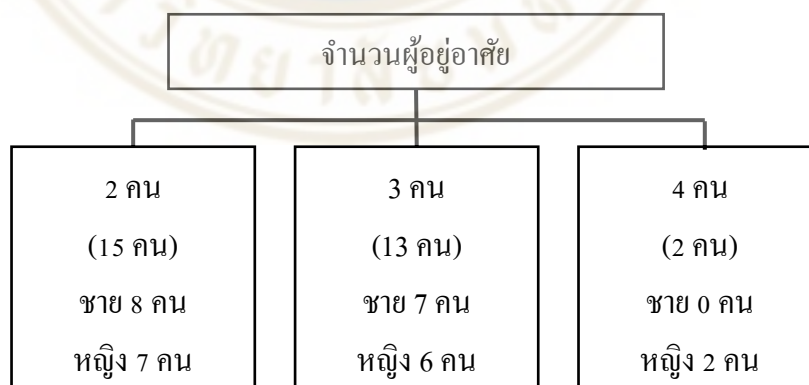 จำนวนผู้อยู่อาศัย
2 คน
(15 คน)
ชาย 8 คน
หญิง 7 คน
3 คน
(13 คน)
ชาย 7 คน
หญิง 6 คน
4 คน
(2 คน)
ชาย 0 คน
หญิง 2 คน